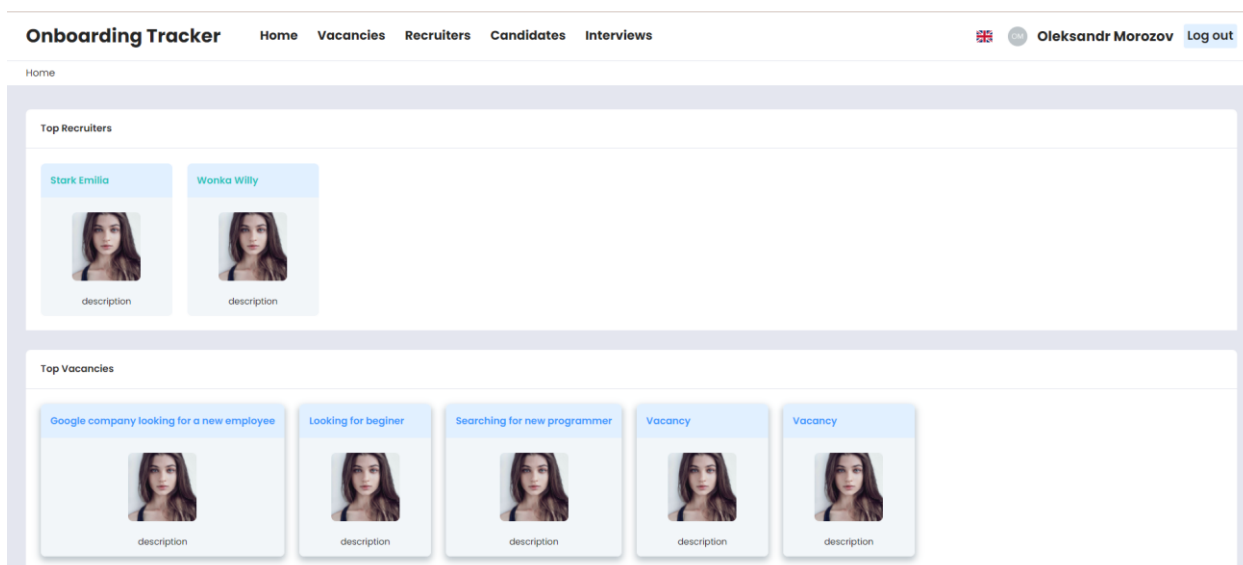 Onboarding Tracker Home Vacancies Recruiters Candidates Interviews OM Oleksandr Morozov Log out
Home
Top Recruiters
Stark Emilia Wonka Willy
description description
Top Vacancies
Google company looking for a new employee Looking for beginer Searching for new programmer Vacancy Vacancy
description description description description description